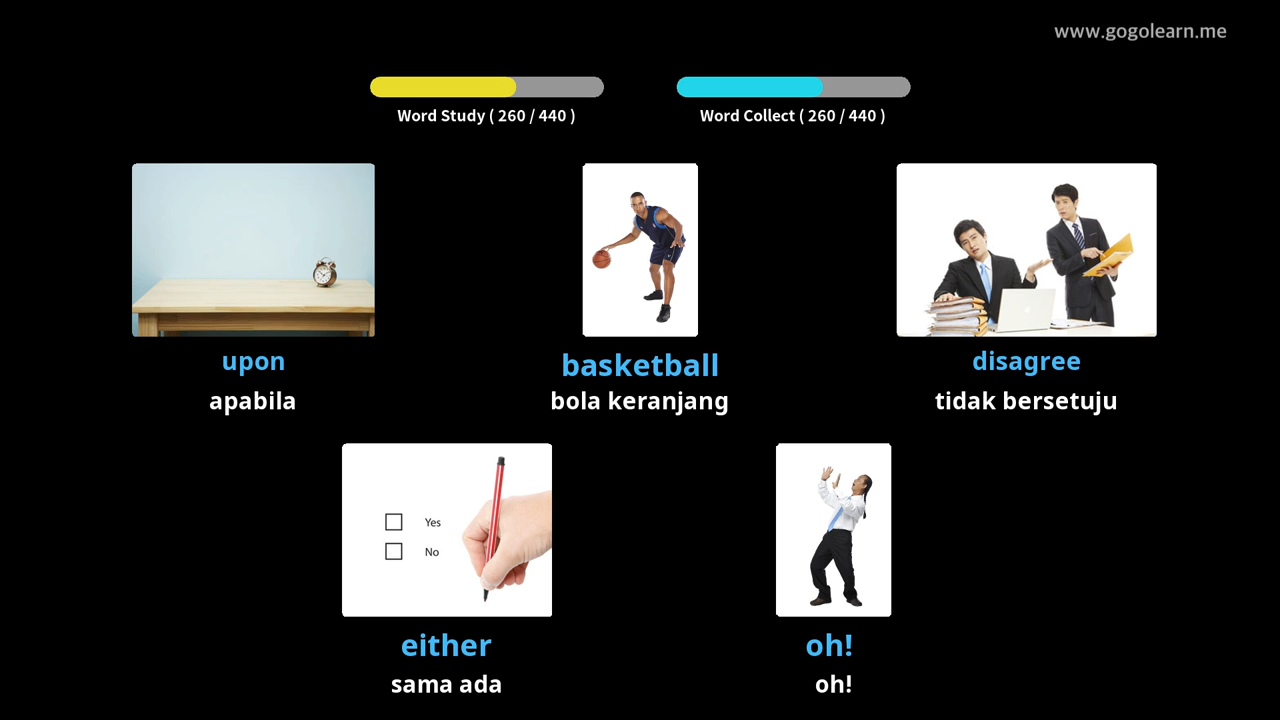 www.gogolearn.me
Word Study ( 260 / 440 )
Word Collect ( 260 / 440 )
upon
basketball
disagree
apabila
bola keranjang
tidak bersetuju
Yes
No
either
oh!
sama ada
oh!